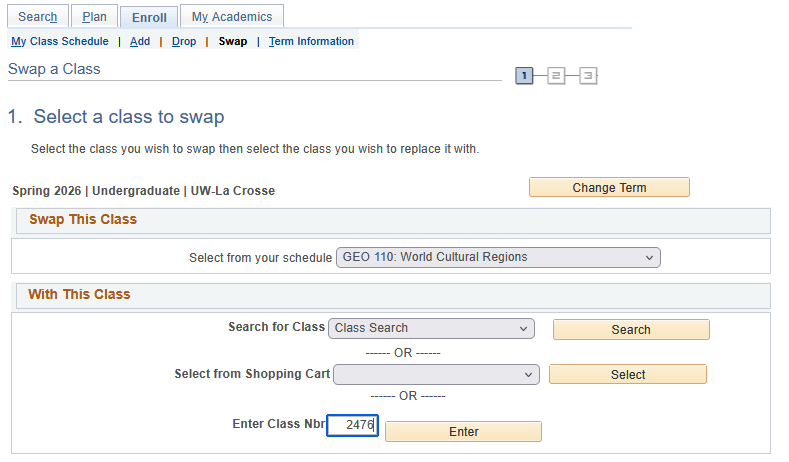 Search Plan Enroll My Academics
My Class Schedule | Add | Drop | Swap | Term Information
Swap a Class 1 2 3
1. Select a class to swap
Select the class you wish to swap then select the class you wish to replace it with.
Spring 2026 | Undergraduate | UW-La Crosse Change Term
Swap This Class
Select from your schedule GEO 110: World Cultural Regions
With This Class
Search for Class Class Search Search
------ OR ------
Select from Shopping Cart Select
------ OR ------
Enter Class Nbr 2476 Enter